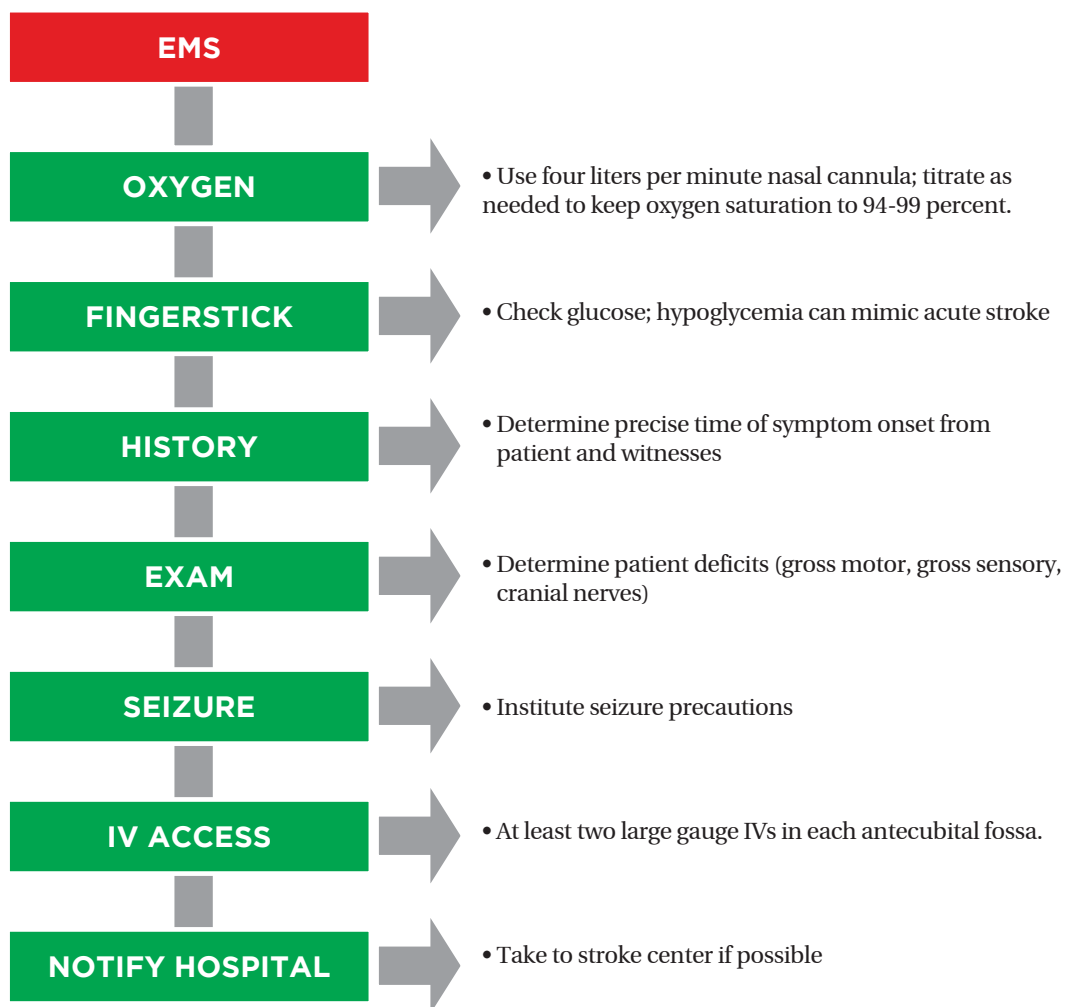 EMS
OXYGEN
• Use four liters per minute nasal cannula; titrate as
needed to keep oxygen saturation to 94-99 percent.
FINGERSTICK
• Check glucose; hypoglycemia can mimic acute stroke
HISTORY
• Determine precise time of symptom onset from
patient and witnesses
EXAM
• Determine patient deficits (gross motor, gross sensory,
cranial nerves)
SEIZURE
• Institute seizure precautions
IV ACCESS
• At least two large gauge IVs in each antecubital fossa.
NOTIFY HOSPITAL
• Take to stroke center if possible